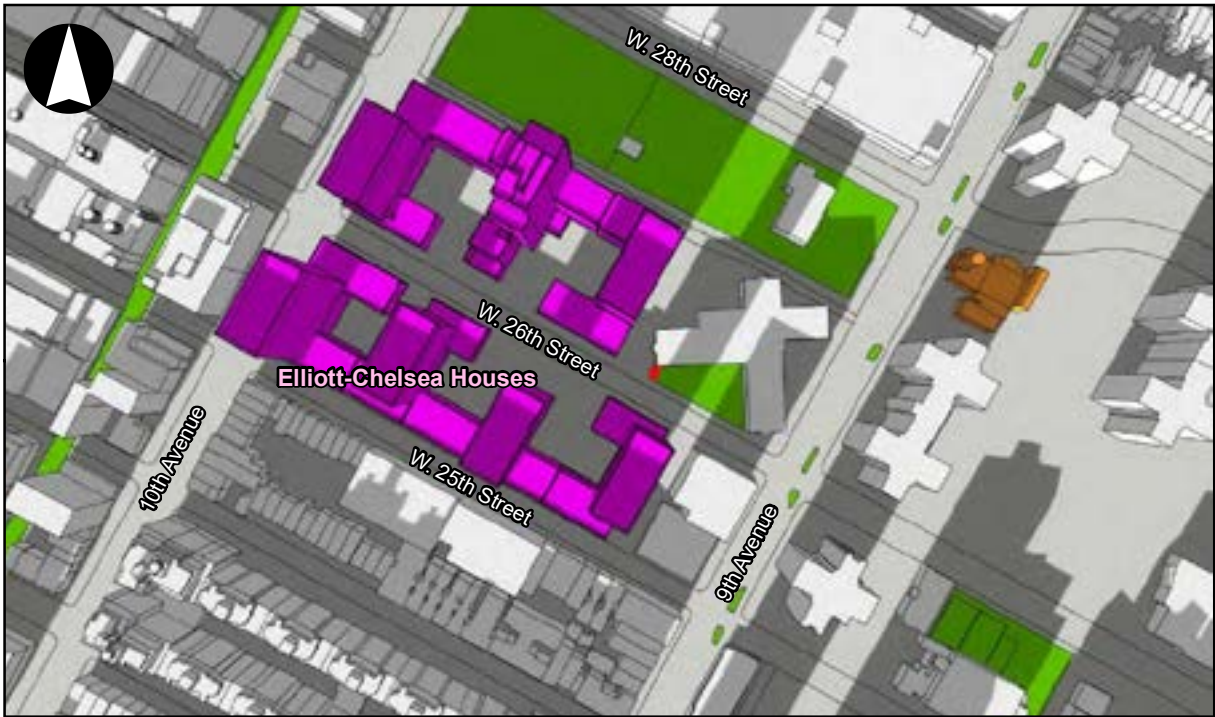 W. 28th Street
W. 26th Street
Elliott-Chelsea Houses
W. 25th Street
10th Avenue
9th Avenue